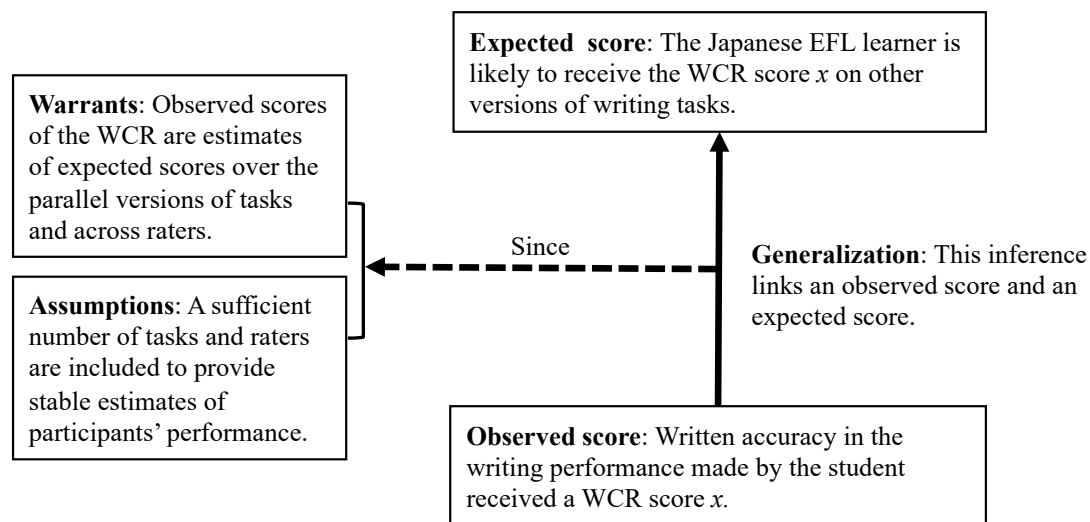 Expected score: The Japanese EFL learner is
likely to receive the WCR score x on other
versions of writing tasks.
Warrants: Observed scores
of the WCR are estimates
of expected scores over the
parallel versions of tasks
and across raters.
Since
Generalization: This inference
links an observed score and an
expected score.
Assumptions: A sufficient
number of tasks and raters
are included to provide
stable estimates of
participants’ performance.
Observed score: Written accuracy in the
writing performance made by the student
received a WCR score x.